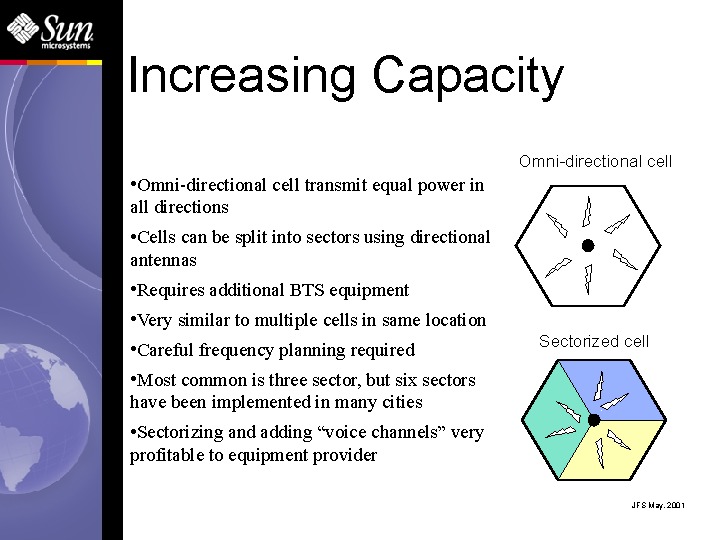 Sun
microsystems
Increasing Capacity
Omni-directional cell
•Omni-directional cell transmit equal power in
all directions
•Cells can be split into sectors using directional
antennas
•Requires additional BTS equipment
•Very similar to multiple cells in same location
•Careful frequency planning required
•Most common is three sector, but six sectors
have been implemented in many cities
•Sectorizing and adding “voice channels” very
profitable to equipment provider
Sectorized cell
JFS May, 2001